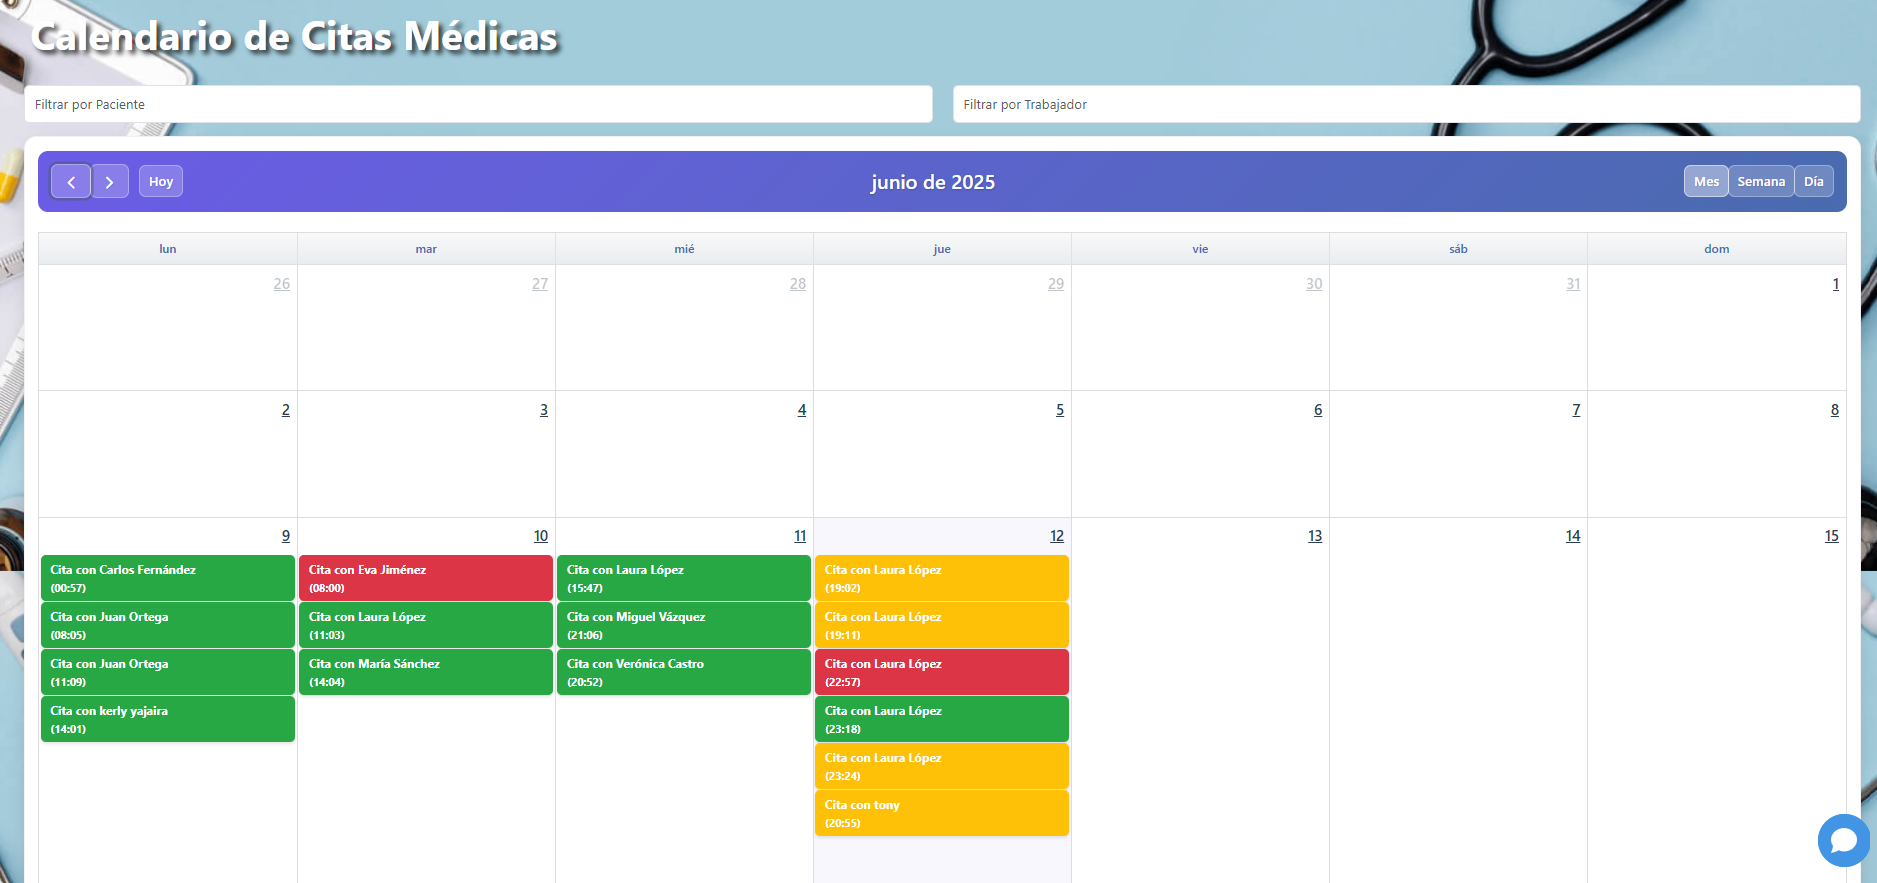 Calendario de Citas Médicas
Filtrar por Paciente
Filtrar por Trabajador
Hoy
junio de 2025
Mes
Semana
Día
lun
mar
mié
jue
vie
sáb
dom
26
27
28
29
30
31
1
2
3
4
5
6
7
8
9
Cita con Carlos Fernández
(00:57)
Cita con Juan Ortega
(08:05)
Cita con Juan Ortega
(11:09)
Cita con kerly yajaira
(14:01)
10
Cita con Eva Jiménez
(08:00)
Cita con Laura López
(11:03)
Cita con María Sánchez
(14:04)
11
Cita con Laura López
(15:47)
Cita con Miguel Vázquez
(21:06)
Cita con Verónica Castro
(20:52)
12
Cita con Laura López
(19:02)
Cita con Laura López
(19:11)
Cita con Laura López
(22:57)
Cita con Laura López
(23:18)
Cita con Laura López
(23:24)
Cita con tony
(20:55)
13
14
15